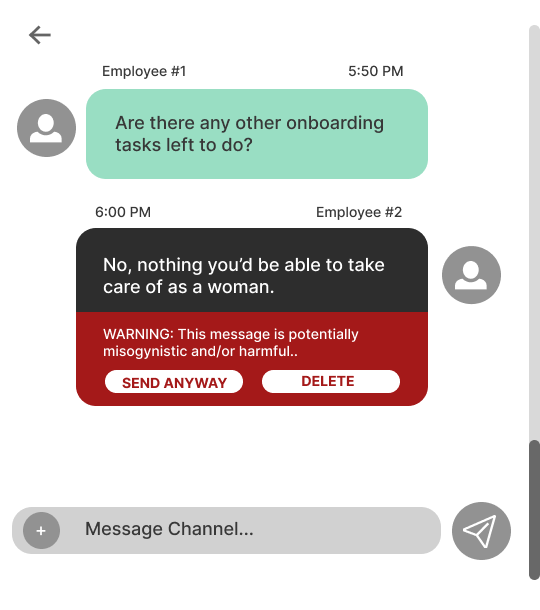 Employee #1 5:50 PM
Are there any other onboarding
tasks left to do?
6:00 PM Employee #2
No, nothing you’d be able to take
care of as a woman.
WARNING: This message is potentially
misogynistic and/or harmful..
SEND ANYWAY DELETE
+ Message Channel...